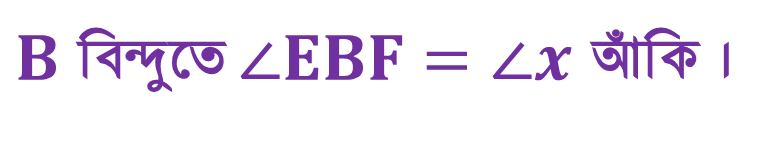 B বিন্দুতে ∠EBF = ∠x আঁকি ।